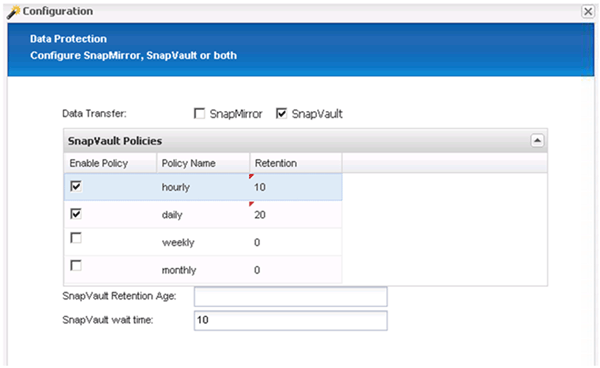 Configuration
Data Protection
Configure SnapMirror, SnapVault or both
Data Transfer: SnapMirror SnapVault
SnapVault Policies
Enable Policy Policy Name Retention
hourly 10
daily 20
weekly 0
monthly 0
SnapVault Retention Age:
SnapVault wait time: 10